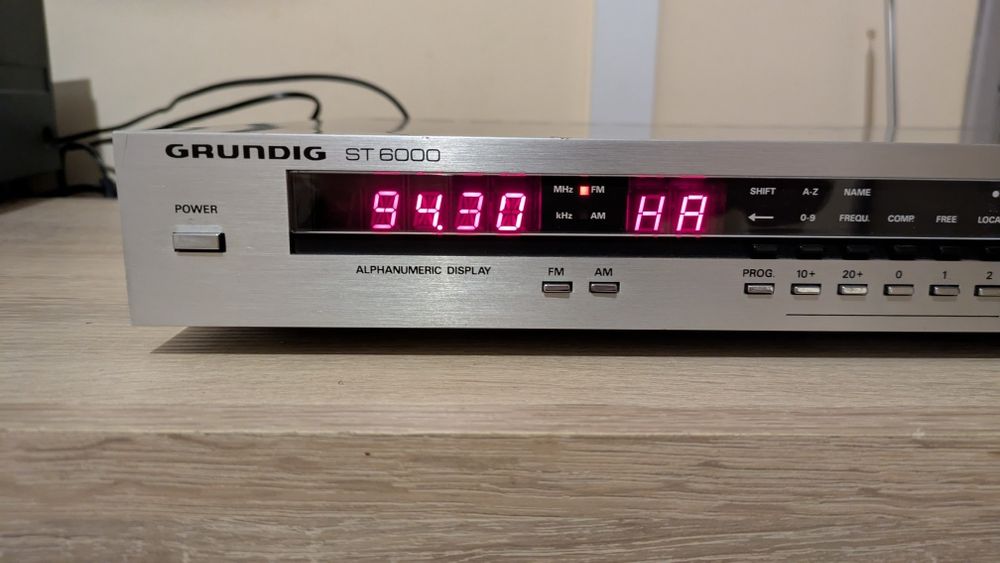 GRUNDIG ST 6000
POWER
94.30 MHz FM HA
kHz AM
SHIFT A-Z NAME
← 0-9 FREQU. COMP. FREE
ALPHANUMERIC DISPLAY
FM AM
PROG. 10+ 20+ 0 1 2